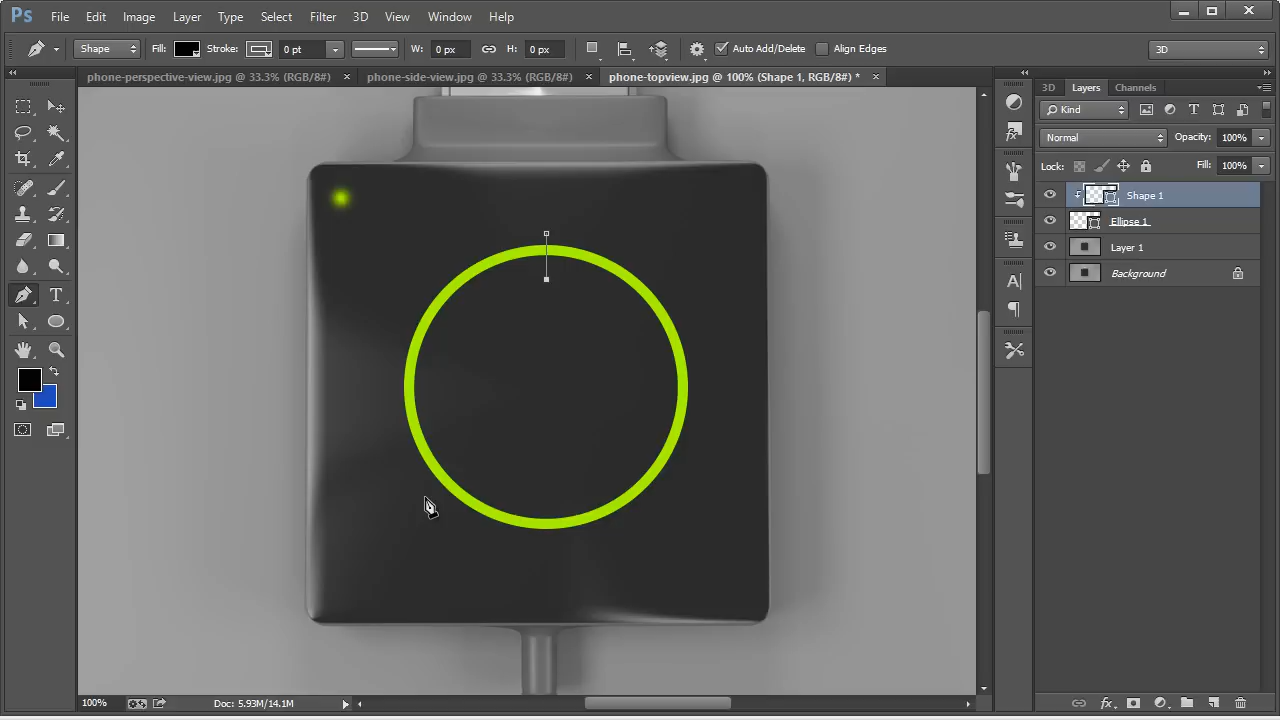 Ps File Edit Image Layer Type Select Filter 3D View Window Help
Shape Fill: Stroke: 0 pt W: 0 px H: 0 px Auto Add/Delete Align Edges 3D
phone-perspective-view.jpg @ 33.3% (RGB/8#) × phone-side-view.jpg @ 33.3% (RGB/8#) × phone-topview.jpg @ 100% (Shape 1, RGB/8#) * ×
3D Layers Channels
Kind
Normal Opacity: 100%
Lock: Fill: 100%
Shape 1
Ellipse 1
Layer 1
Background
100% Doc: 5.93M/14.1M